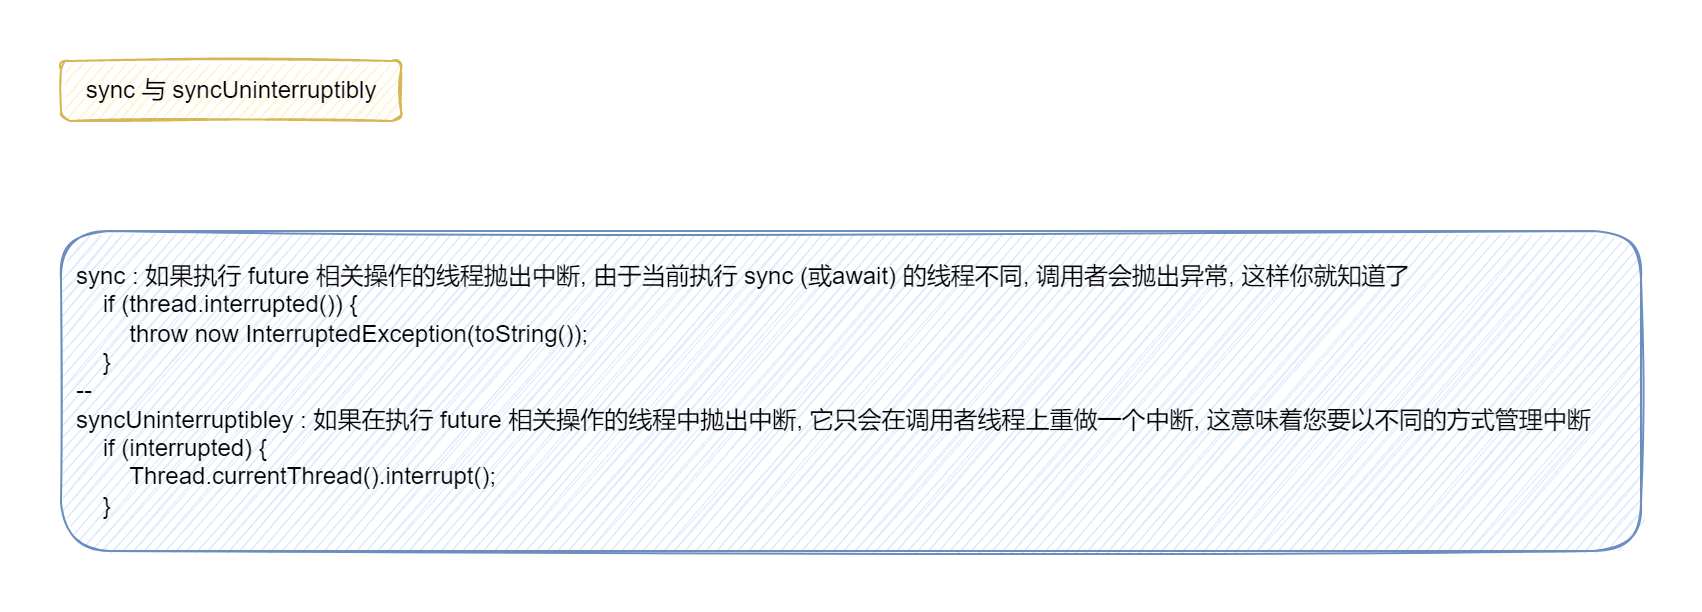 sync 与 syncUninterruptibly
sync : 如果执行 future 相关操作的线程抛出中断, 由于当前执行 sync (或await) 的线程不同, 调用者会抛出异常, 这样你就知道了
if (thread.interrupted()) {
throw now InterruptedException(toString());
}
--
syncUninterruptibley : 如果在执行 future 相关操作的线程中抛出中断, 它只会在调用者线程上重做一个中断, 这意味着您要以不同的方式管理中断
if (interrupted) {
Thread.currentThread().interrupt();
}